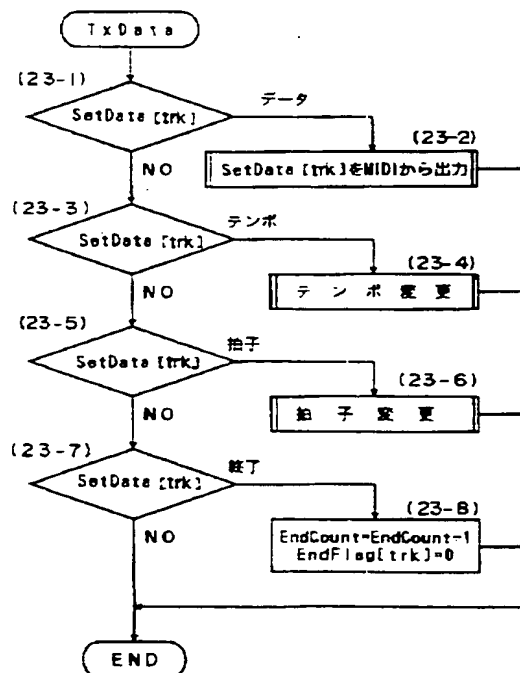 TxData
(23-1)
SetData [trk]
データ
(23-2)
SetData [trk]をMIDIから出力
NO
(23-3)
SetData [trk]
テンポ
(23-4)
テンポ変更
NO
(23-5)
SetData [trk]
拍子
(23-6)
拍子変更
NO
(23-7)
SetData [trk]
終了
(23-8)
EndCount=EndCount-1
EndFlag[trk]=0
NO
END